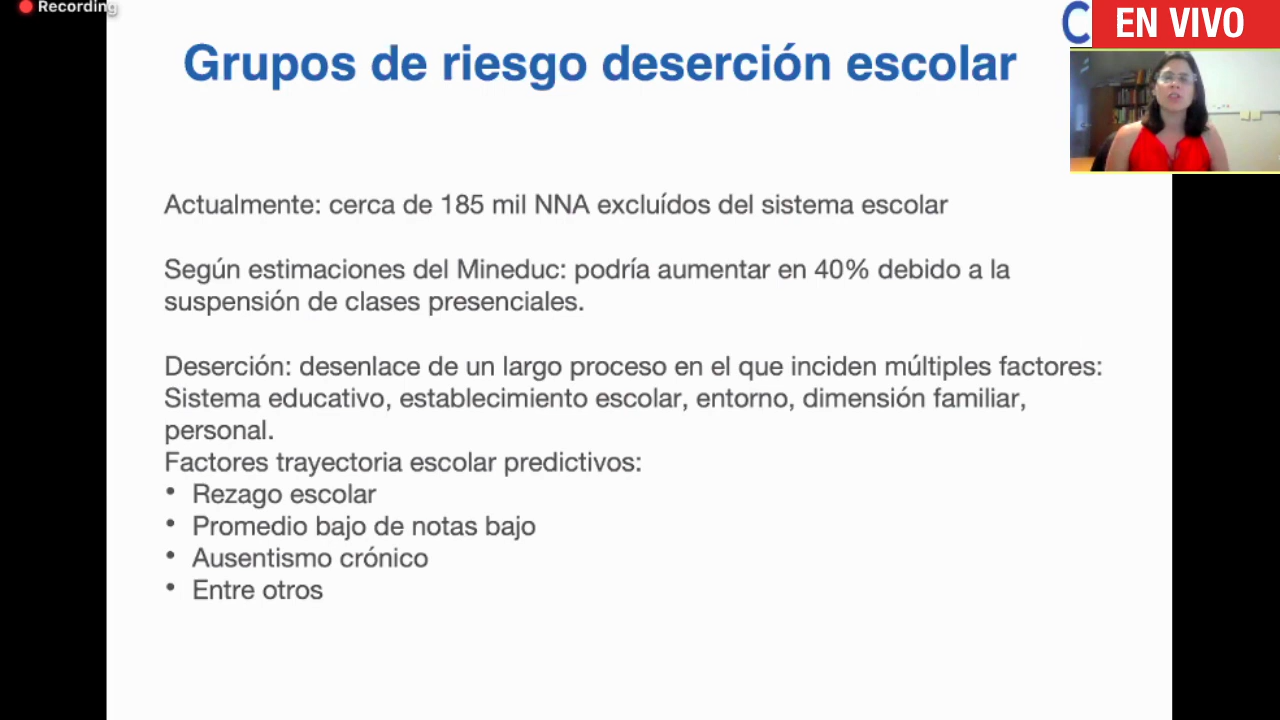 Recording
C EN VIVO
Grupos de riesgo deserción escolar
Actualmente: cerca de 185 mil NNA excluídos del sistema escolar
Según estimaciones del Mineduc: podría aumentar en 40% debido a la
suspensión de clases presenciales.
Deserción: desenlace de un largo proceso en el que inciden múltiples factores:
Sistema educativo, establecimiento escolar, entorno, dimensión familiar,
personal.
Factores trayectoria escolar predictivos:
• Rezago escolar
• Promedio bajo de notas bajo
• Ausentismo crónico
• Entre otros